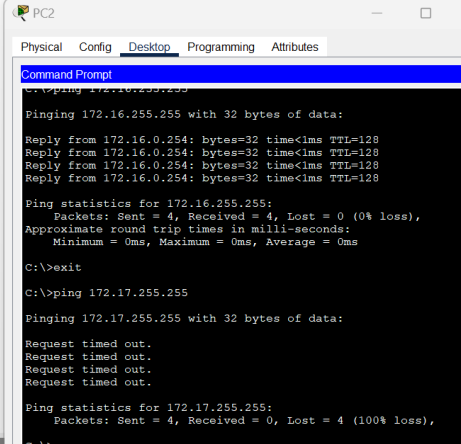 PC2
Physical Config Desktop Programming Attributes
Command Prompt
C:\>ping 172.16.255.255
Pinging 172.16.255.255 with 32 bytes of data:
Reply from 172.16.0.254: bytes=32 time<1ms TTL=128
Reply from 172.16.0.254: bytes=32 time<1ms TTL=128
Reply from 172.16.0.254: bytes=32 time<1ms TTL=128
Reply from 172.16.0.254: bytes=32 time<1ms TTL=128
Ping statistics for 172.16.255.255:
Packets: Sent = 4, Received = 4, Lost = 0 (0% loss),
Approximate round trip times in milli-seconds:
Minimum = 0ms, Maximum = 0ms, Average = 0ms
C:\>exit
C:\>ping 172.17.255.255
Pinging 172.17.255.255 with 32 bytes of data:
Request timed out.
Request timed out.
Request timed out.
Request timed out.
Ping statistics for 172.17.255.255:
Packets: Sent = 4, Received = 0, Lost = 4 (100% loss),